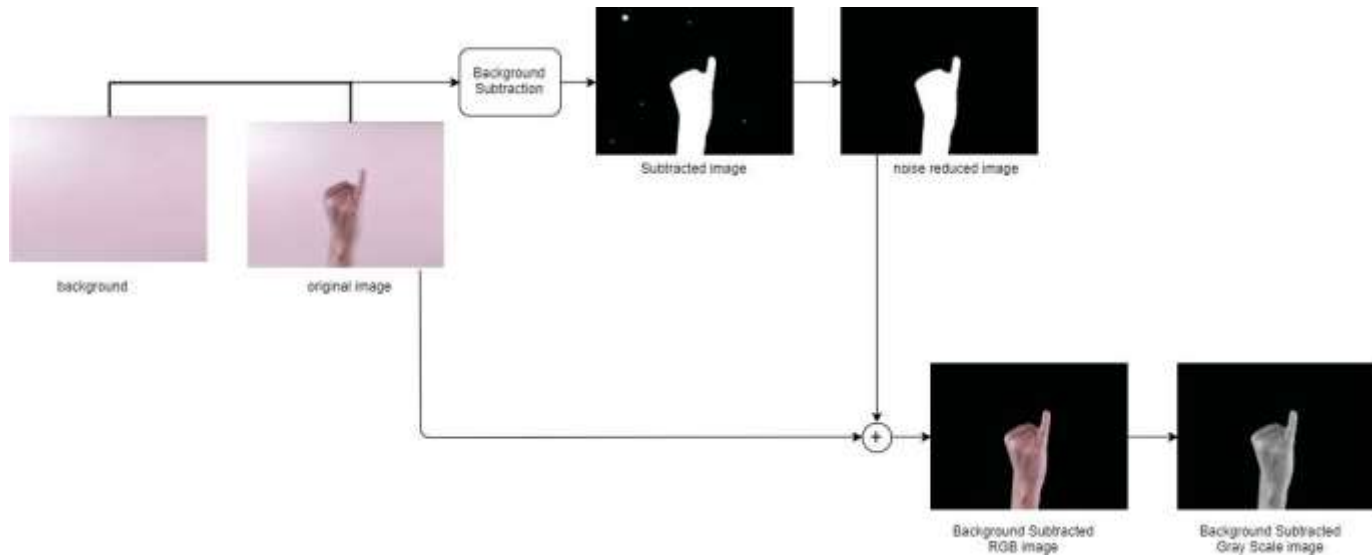 Background
Subtraction
Subtracted image
noise reduced image
background
original image
+
Background Subtracted
RGB image
Background Subtracted
Gray Scale image